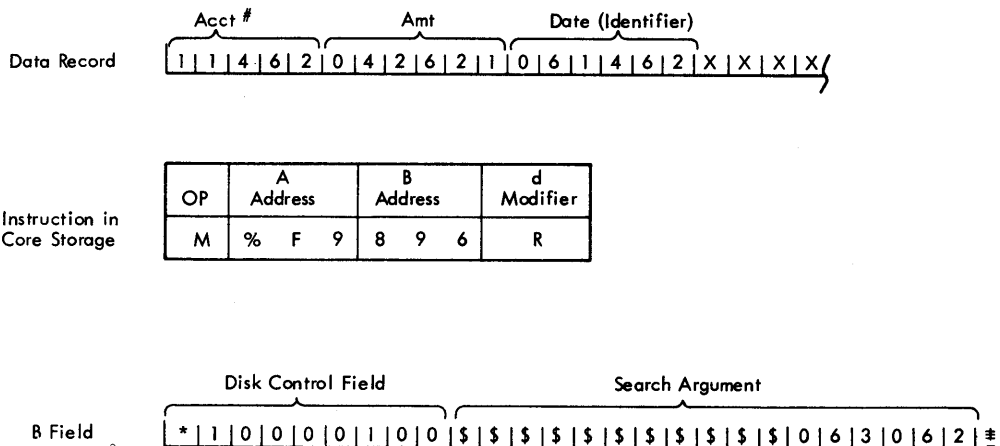 Acct # Amt Date (Identifier)
Data Record 1 | 1 | 4 | 6 | 2 | 0 | 4 | 2 | 6 | 2 | 1 | 0 | 6 | 1 | 4 | 6 | 2 | X | X | X | X
OP A Address B Address d Modifier
Instruction in Core Storage M % F 9 8 9 6 R
Disk Control Field Search Argument
B Field * | 1 | 0 | 0 | 0 | 0 | 1 | 0 | 0 | $ | $ | $ | $ | $ | $ | $ | $ | $ | $ | $ | 0 | 6 | 3 | 0 | 6 | 2 | ‡